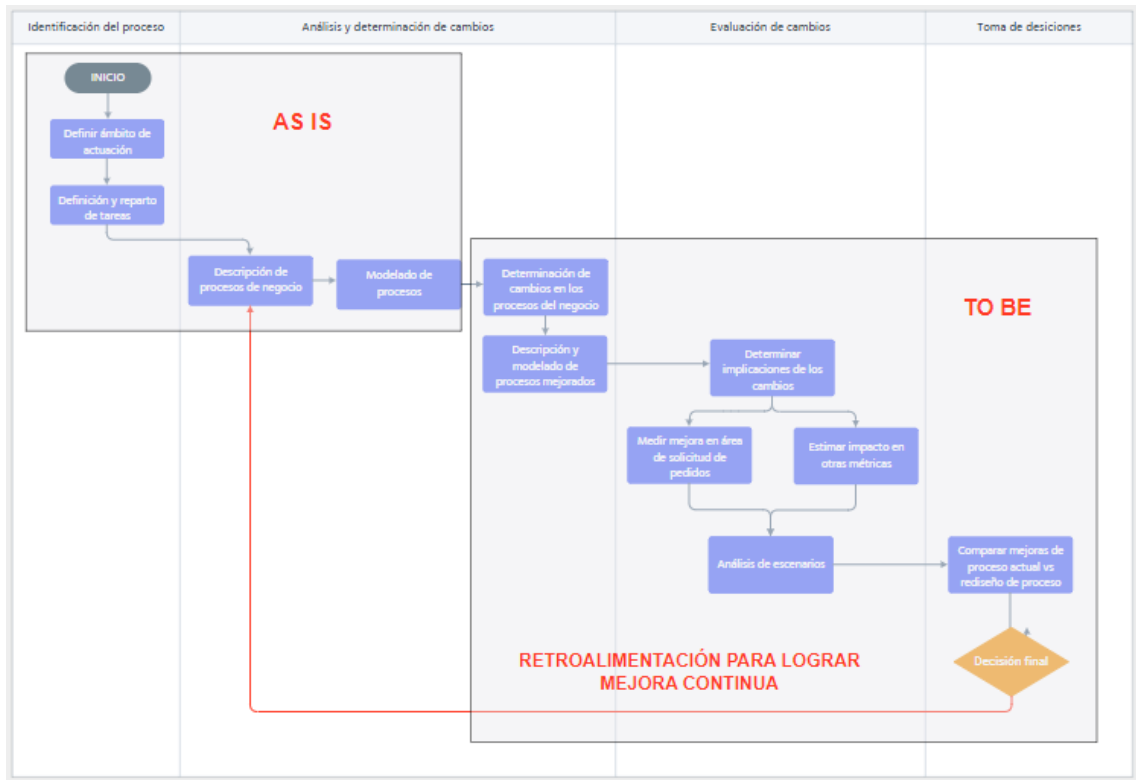 Identificación del proceso
Análisis y determinación de cambios
Evaluación de cambios
Toma de desiciones
INICIO
AS IS
Definir ámbito de
actuación
Definición y reparto
de tareas
Descripción de
procesos de negocio
Modelado de
procesos
Determinación de
cambios en los
procesos del negocio
TO BE
Descripción y
modelado de
procesos mejorados
Determinar
implicaciones de los
cambios
Medir mejora en área
de solicitud de
pedidos
Estimar impacto en
otras métricas
Análisis de escenarios
Comparar mejoras de
proceso actual vs
rediseño de proceso
Decisión final
RETROALIMENTACIÓN PARA LOGRAR
MEJORA CONTINUA